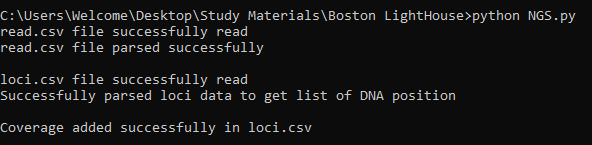 C:\Users\Welcome\Desktop\Study Materials\Boston LightHouse>python NGS.py
read.csv file successfully read
read.csv file parsed successfully
loci.csv file successfully read
Successfully parsed loci data to get list of DNA position
Coverage added successfully in loci.csv